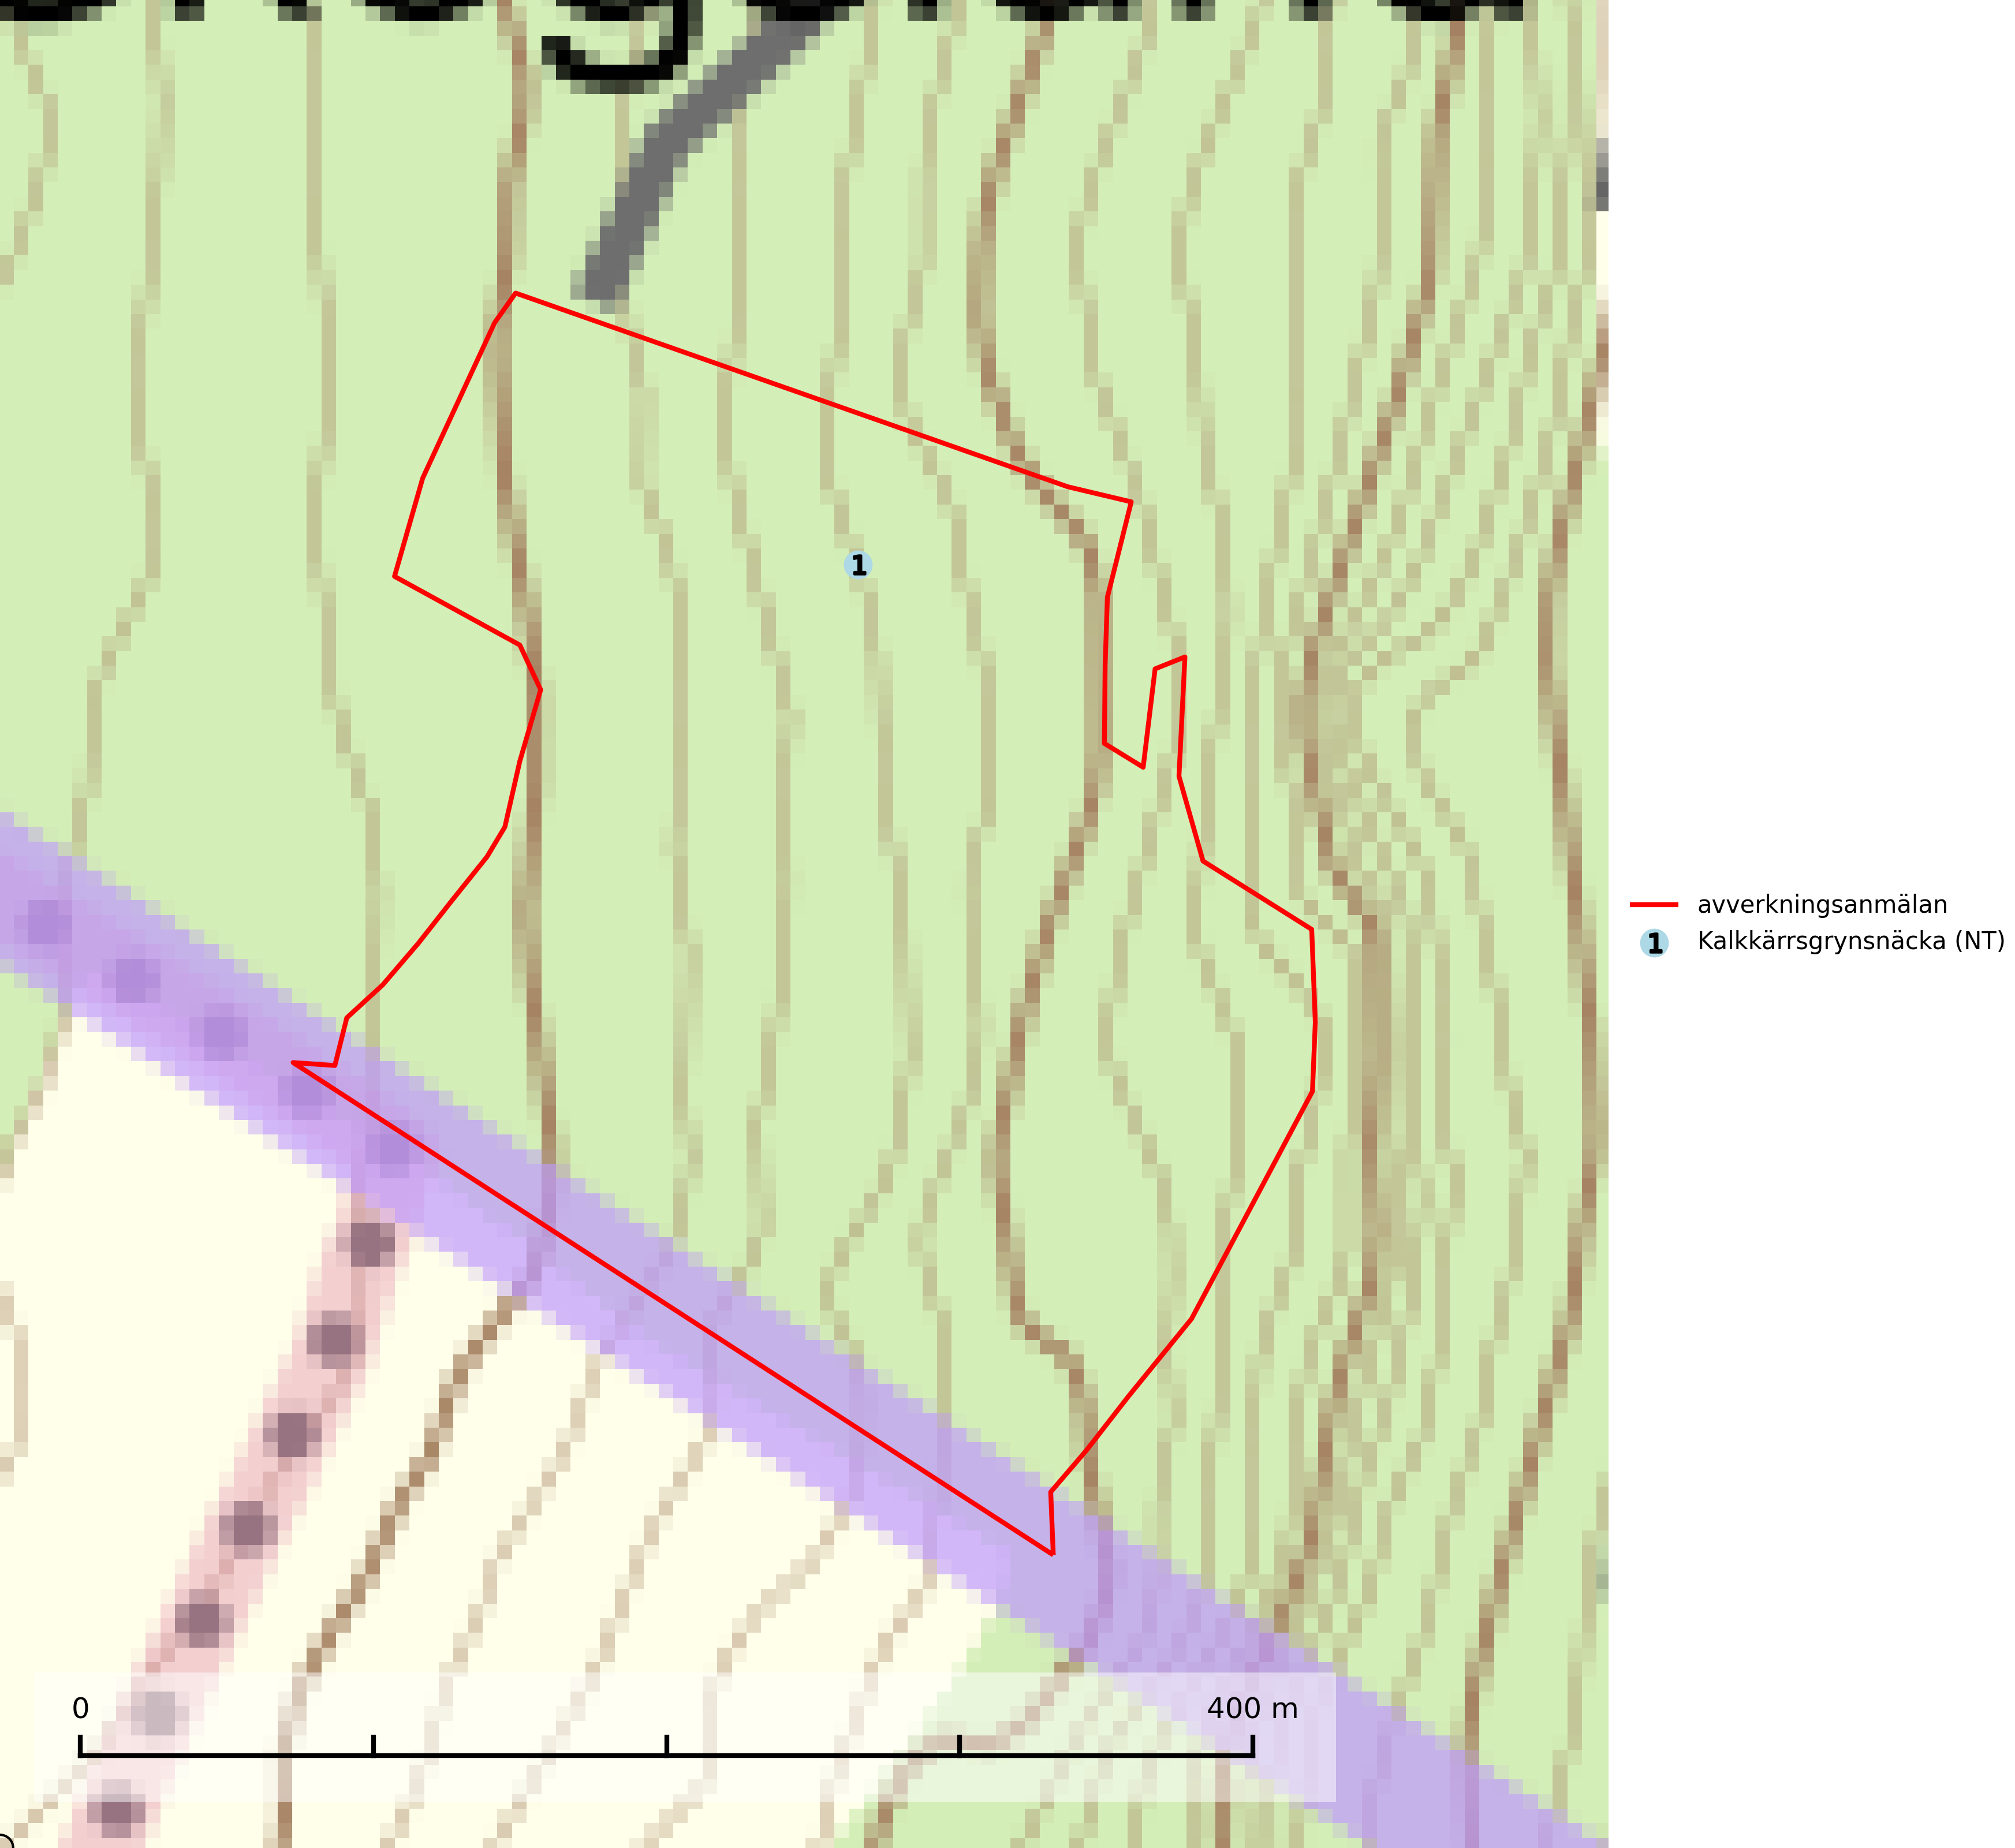 1
avverkningsanmälan
1 Kalkkärrsgrynsnäcka (NT)
0 400 m